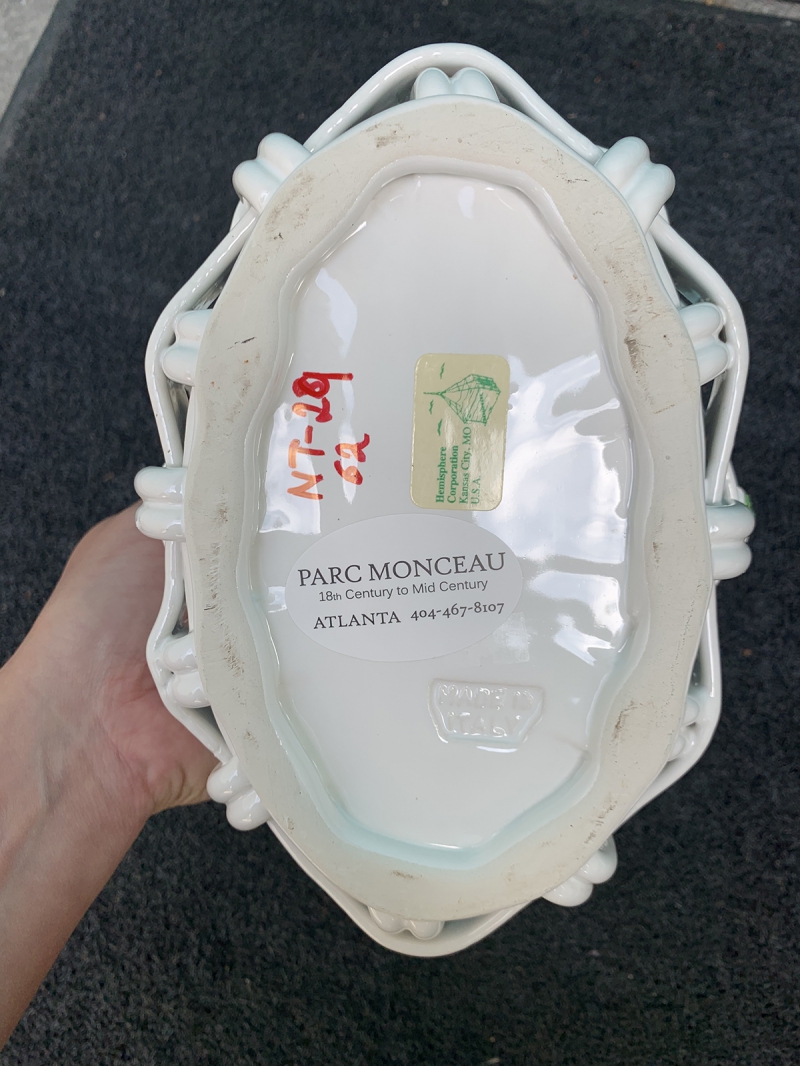 NT-29
62
Hemisphere
Corporation
Kansas City, MO
U.S.A.
PARC MONCEAU
18th Century to Mid Century
ATLANTA 404-467-8107
MADE IN
ITALY